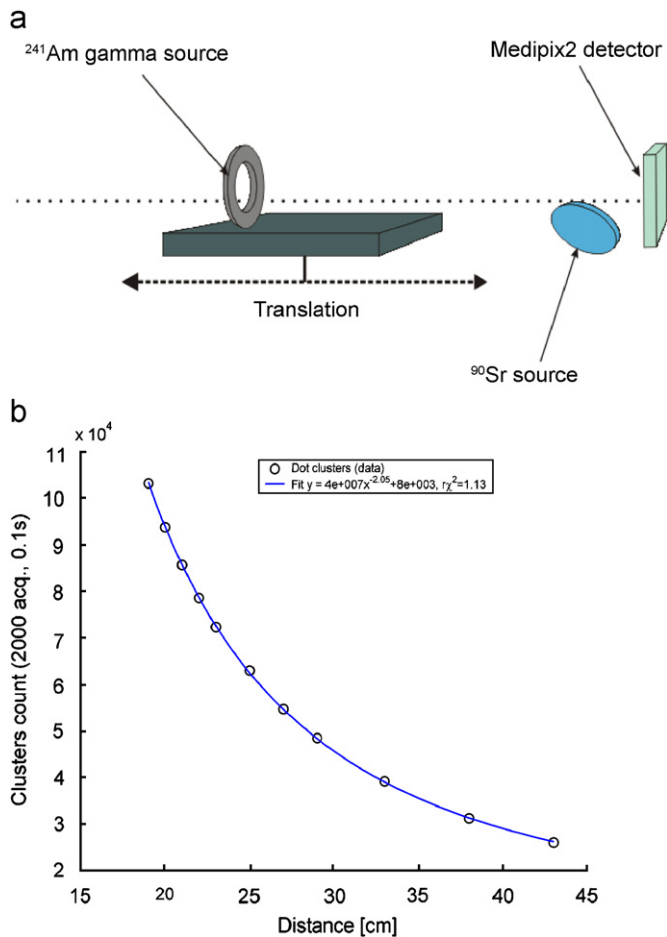 a
²⁴¹Am gamma source
Medipix2 detector
Translation
⁹⁰Sr source
b
x 10⁴
11
10
9
8
7
6
5
4
3
2
Clusters count (2000 acq., 0.1s)
Dot clusters (data)
Fit y = 4e+007x⁻²·⁰⁵+8e+003, rχ²=1.13
15 20 25 30 35 40 45
Distance [cm]